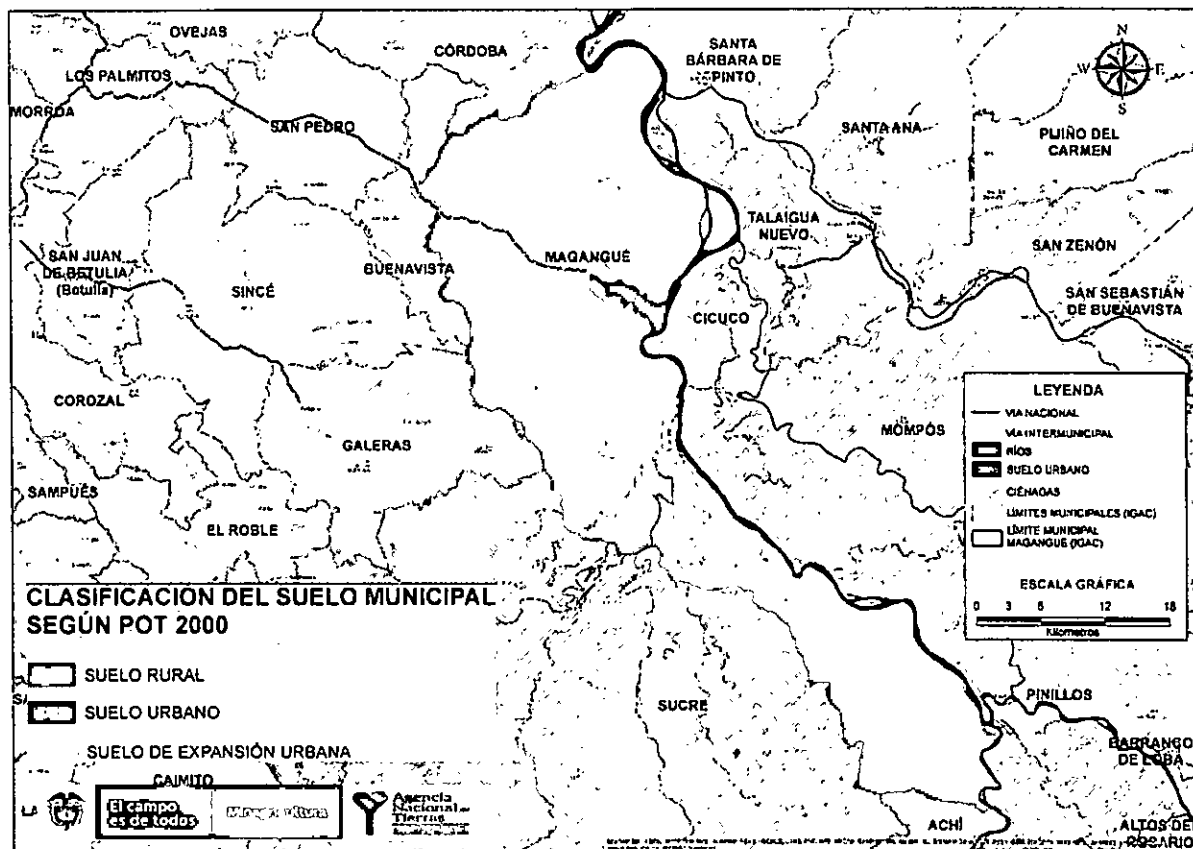 OVEJAS
CÓRDOBA
SANTA
BÁRBARA DE
PINTO
N
W
E
S
LOS PALMITOS
MORROA
SAN PEDRO
SANTA ANA
PIJIÑO DEL
CARMEN
TALAIGUA
NUEVO
SAN JUAN
DE BETULIA
(Betulia)
SINCÉ
BUENAVISTA
MAGANGUÉ
SAN ZENÓN
CICUCO
SAN SEBASTIÁN
DE BUENAVISTA
COROZAL
GALERAS
MOMPÓS
SAMPUÉS
EL ROBLE
LEYENDA
VIA NACIONAL
VIA INTERMUNICIPAL
RÍOS
SUELO URBANO
CIÉNAGAS
LÍMITES MUNICIPALES (IGAC)
LÍMITE MUNICIPAL
MAGANGUÉ (IGAC)
ESCALA GRÁFICA
0 3 6 12 18
Kilometros
CLASIFICACION DEL SUELO MUNICIPAL
SEGÚN POT 2000
SUELO RURAL
SUELO URBANO
SUELO DE EXPANSIÓN URBANA
SUCRE
PINILLOS
BARRANCO
DE LOBA
CAIMITO
El campo
es de todos
Minagricultura
Agencia
Nacional de
Tierras
ACHÍ
ALTOS DEL
ROSARIO